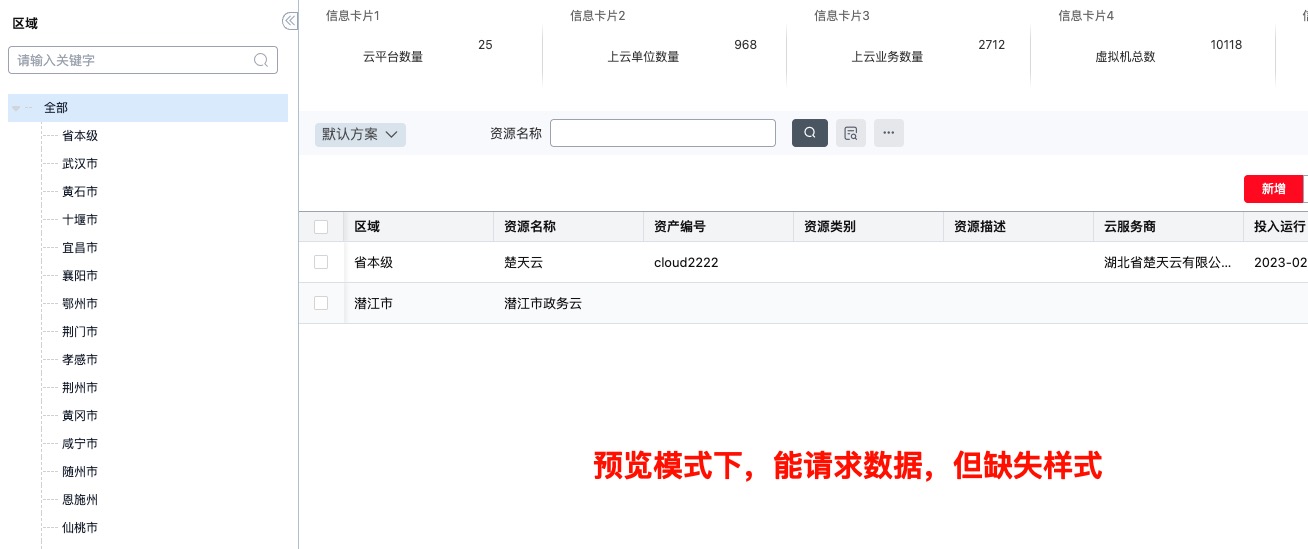 区域
请输入关键字
全部
省本级
武汉市
黄石市
十堰市
宜昌市
襄阳市
鄂州市
荆门市
孝感市
荆州市
黄冈市
咸宁市
随州市
恩施州
仙桃市
信息卡片1 信息卡片2 信息卡片3 信息卡片4
云平台数量 25 上云单位数量 968 上云业务数量 2712 虚拟机总数 10118
默认方案 资源名称
新增
区域 资源名称 资产编号 资源类别 资源描述 云服务商 投入运行
省本级 楚天云 cloud2222 湖北省楚天云有限公... 2023-02
潜江市 潜江市政务云
预览模式下，能请求数据，但缺失样式